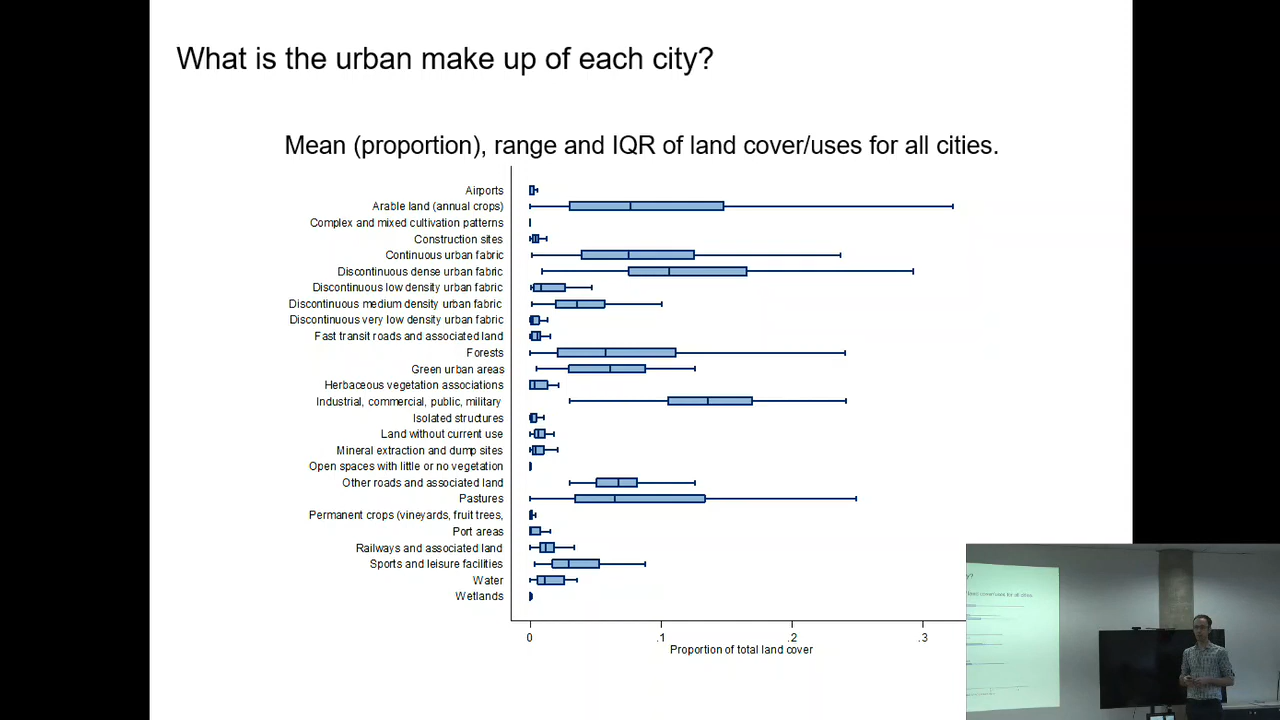 What is the urban make up of each city?
Mean (proportion), range and IQR of land cover/uses for all cities.
Airports
Arable land (annual crops)
Complex and mixed cultivation patterns
Construction sites
Continuous urban fabric
Discontinuous dense urban fabric
Discontinuous low density urban fabric
Discontinuous medium density urban fabric
Discontinuous very low density urban fabric
Fast transit roads and associated land
Forests
Green urban areas
Herbaceous vegetation associations
Industrial, commercial, public, military
Isolated structures
Land without current use
Mineral extraction and dump sites
Open spaces with little or no vegetation
Other roads and associated land
Pastures
Permanent crops (vineyards, fruit trees,
Port areas
Railways and associated land
Sports and leisure facilities
Water
Wetlands
0 .1 .2 .3
Proportion of total land cover
y?
land cover/uses for all cities.